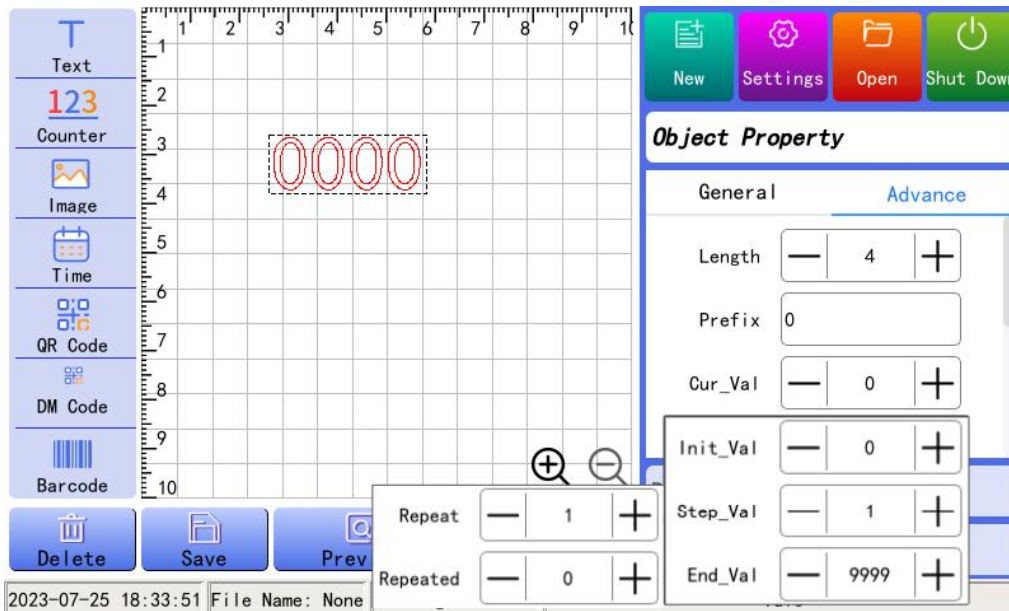 Text
123
Counter
Image
Time
QR Code
DM Code
Barcode
1 2 3 4 5 6 7 8 9
1
2
3
4
5
6
7
8
9
10
0000
New
Settings
Open
Shut Down
Object Property
General
Advance
Length
4
Prefix
0
Cur_Val
0
Init_Val
0
Step_Val
1
End_Val
9999
Repeat
1
Repeated
0
Delete
Save
Prev
2023-07-25 18:33:51
File Name: None